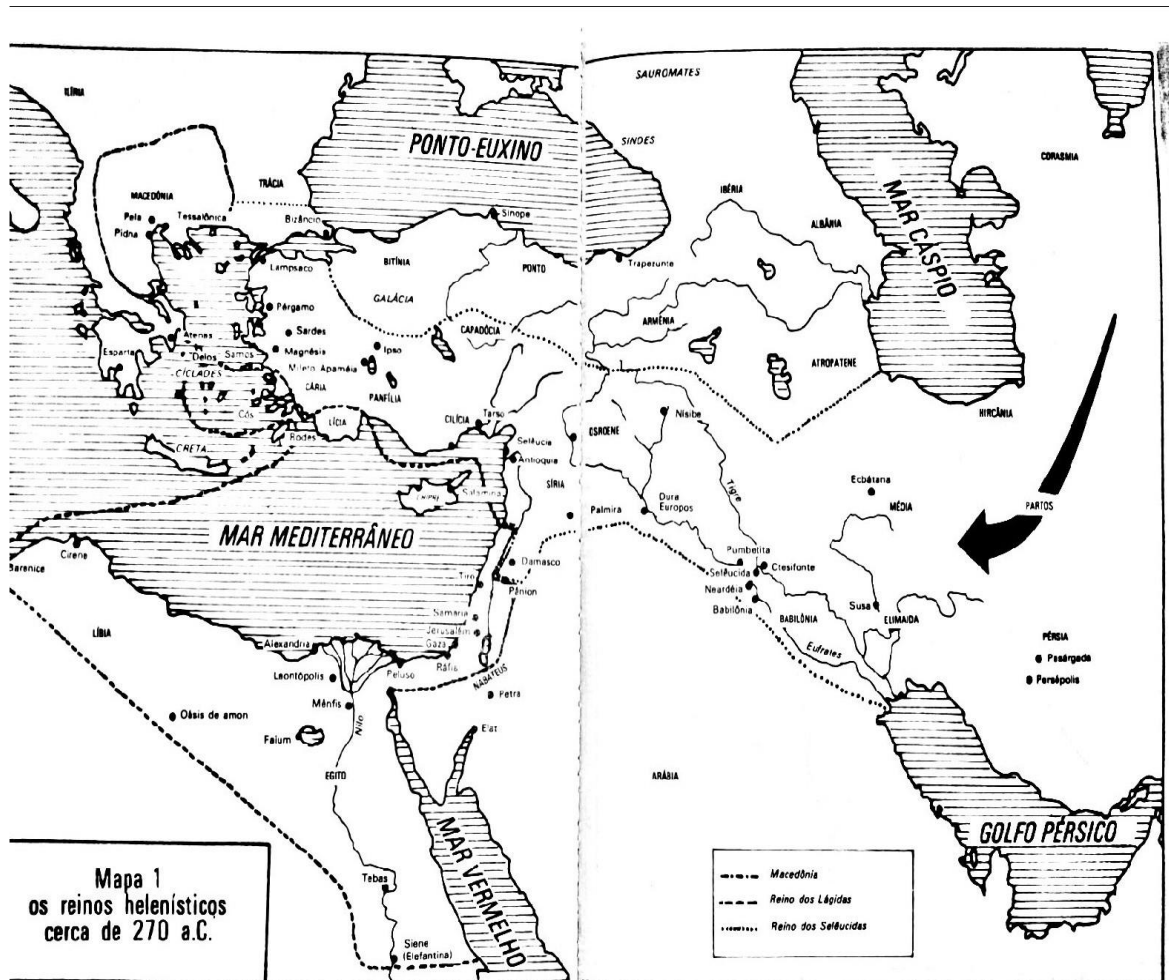 ILÍRIA
SAUROMATES
SINDES
PONTO-EUXINO
MAR CÁSPIO
CORASMIA
TRÁCIA
MACEDÔNIA
Pela
Pidna
Tessalônica
Bizâncio
Sinope
IBÉRIA
ALBÂNIA
Lampsaco
BITÍNIA
PONTO
Trapezunte
GALÁCIA
Pérgamo
CAPADÓCIA
ARMÊNIA
Atenas
Sardes
Esparta
Delos
Samos
Magnésia
Ipso
ATROPATENE
Mileto
Apaméia
CÍCLADES
CÁRIA
PANFÍLIA
HIRCÂNIA
Cós
LÍCIA
CILÍCIA
Tarso
OSROENE
Nísibe
Rodes
CRETA
Selêucia
Antioquia
SÍRIA
Tigre
Ecbátana
MÉDIA
PARTOS
Salamina
Palmira
Dura
Europos
MAR MEDITERRÂNEO
Cirene
Barenice
Damasco
Pumbetita
Ctesifonte
Selêucida
Tiro
Pânion
Neardéia
Babilônia
Susa
ELIMAIDA
BABILÔNIA
Samaria
Jerusalém
Gaza
LÍBIA
Alexandria
Eufrates
PÉRSIA
Pasárgada
Persépolis
Ráfis
Peluso
NABATEUS
Laontópolis
Petra
Mênfis
Oásis de amon
Nilo
Faium
Elat
EGITO
ARÁBIA
MAR VERMELHO
GOLFO PÉRSICO
Tebas
Siene
(Elefantina)
Mapa 1
os reinos helenísticos
cerca de 270 a.C.
Macedônia
Reino dos Lágidas
Reino dos Selêucidas